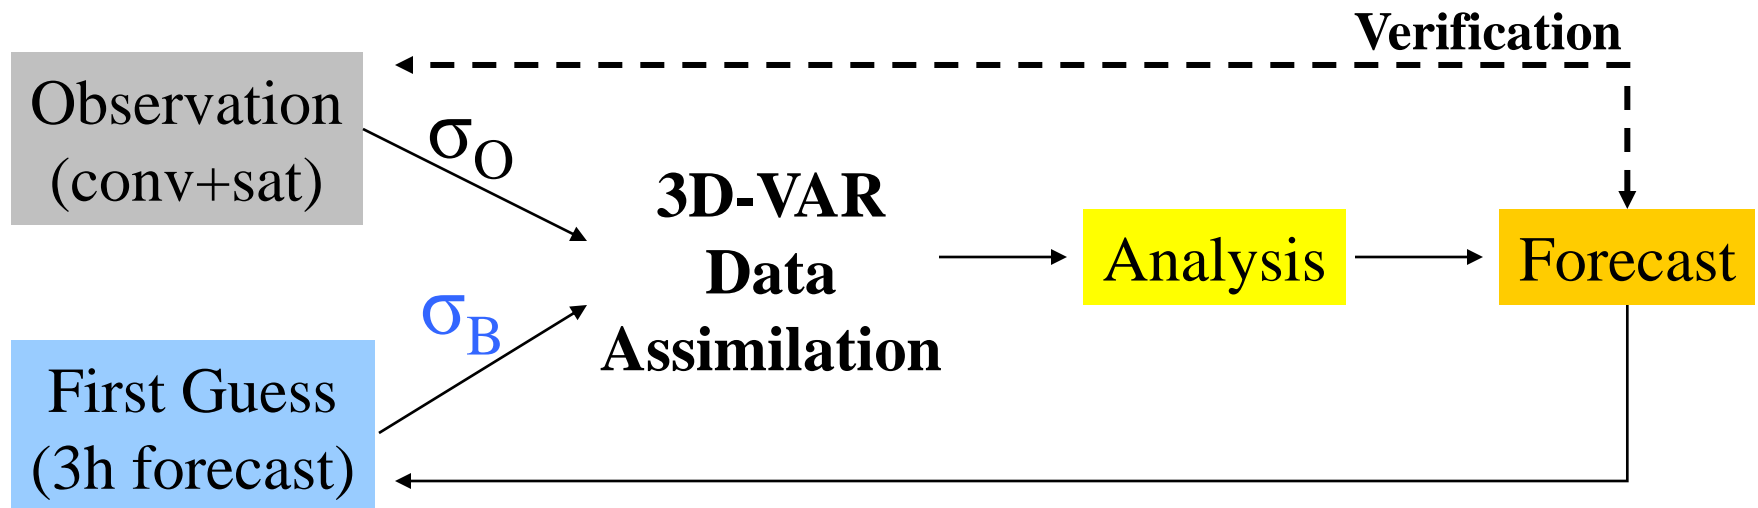 Verification
Observation
(conv+sat)
σO
3D-VAR
Data
Assimilation
Analysis
Forecast
σB
First Guess
(3h forecast)